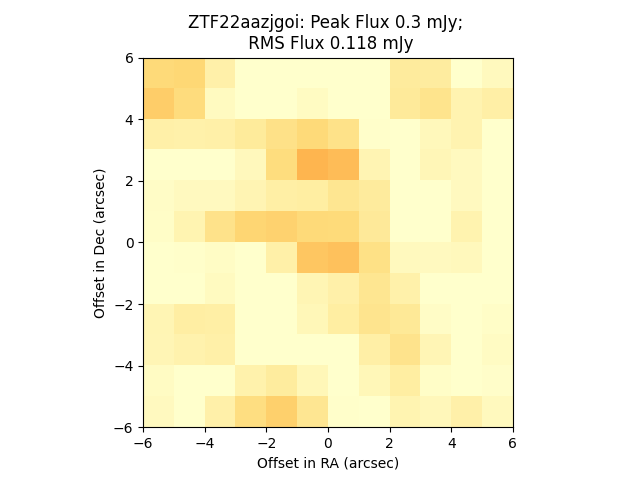 ZTF22aazjgoi: Peak Flux 0.3 mJy;
RMS Flux 0.118 mJy
6
4
2
0
−2
−4
−6
Offset in Dec (arcsec)
−6 −4 −2 0 2 4 6
Offset in RA (arcsec)